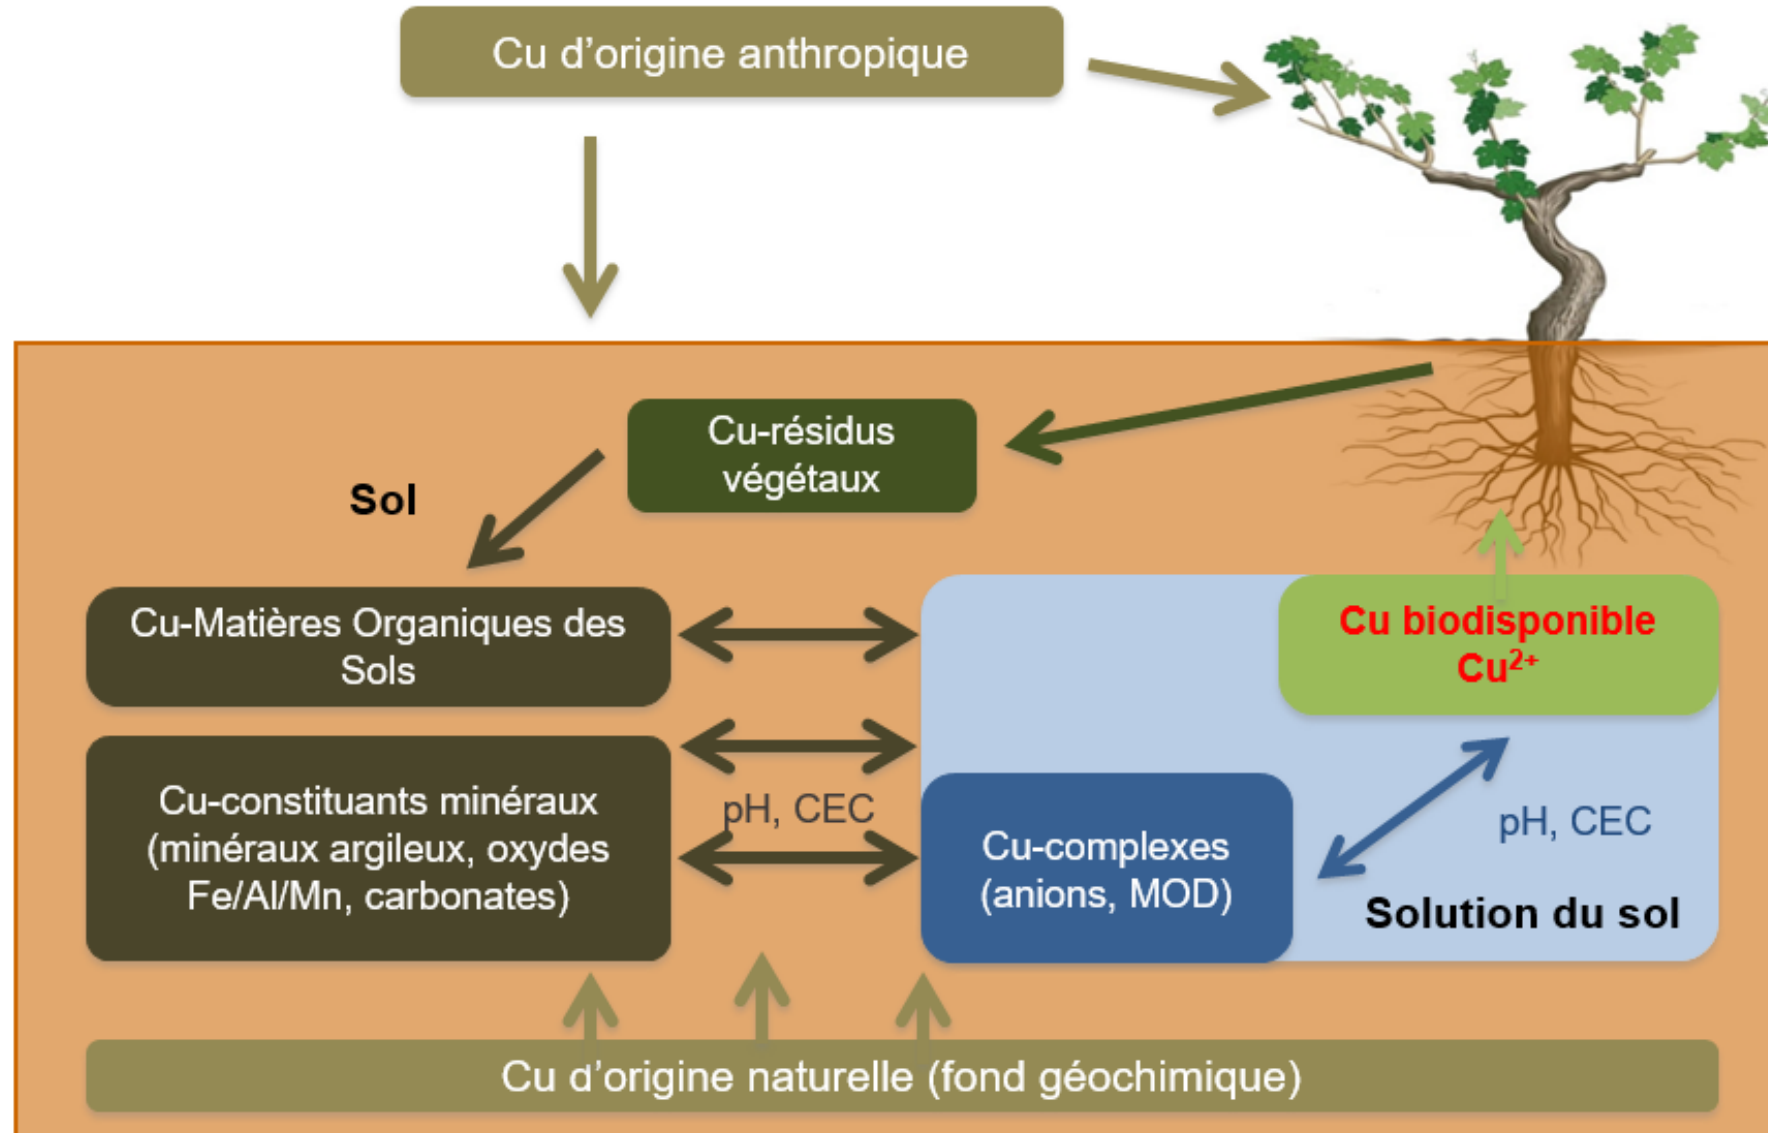 Cu d’origine anthropique
Cu-résidus
végétaux
Sol
Cu-Matières Organiques des
Sols
Cu biodisponible
Cu²⁺
Cu-constituants minéraux
(minéraux argileux, oxydes
Fe/Al/Mn, carbonates)
pH, CEC
Cu-complexes
(anions, MOD)
pH, CEC
Solution du sol
Cu d’origine naturelle (fond géochimique)